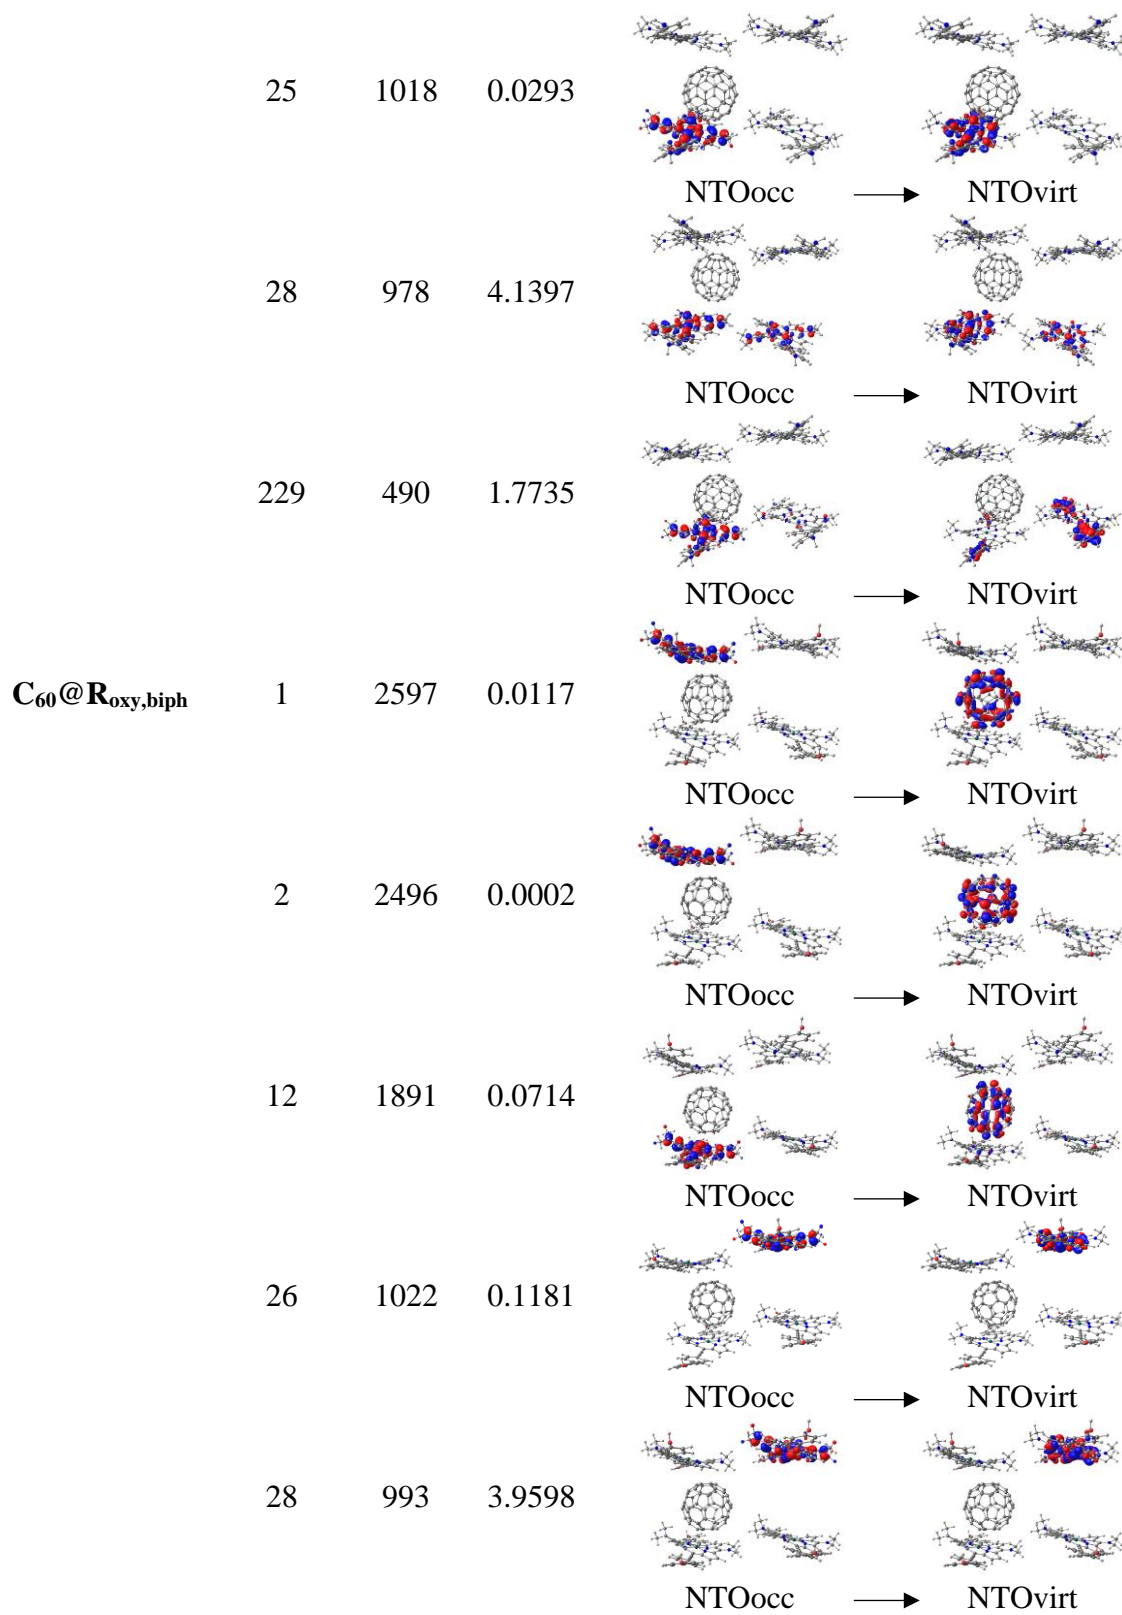 25 1018 0.0293
NTOocc → NTOvirt
28 978 4.1397
NTOocc → NTOvirt
229 490 1.7735
NTOocc → NTOvirt
C₆₀@R_oxy,biph 1 2597 0.0117
NTOocc → NTOvirt
2 2496 0.0002
NTOocc → NTOvirt
12 1891 0.0714
NTOocc → NTOvirt
26 1022 0.1181
NTOocc → NTOvirt
28 993 3.9598
NTOocc → NTOvirt